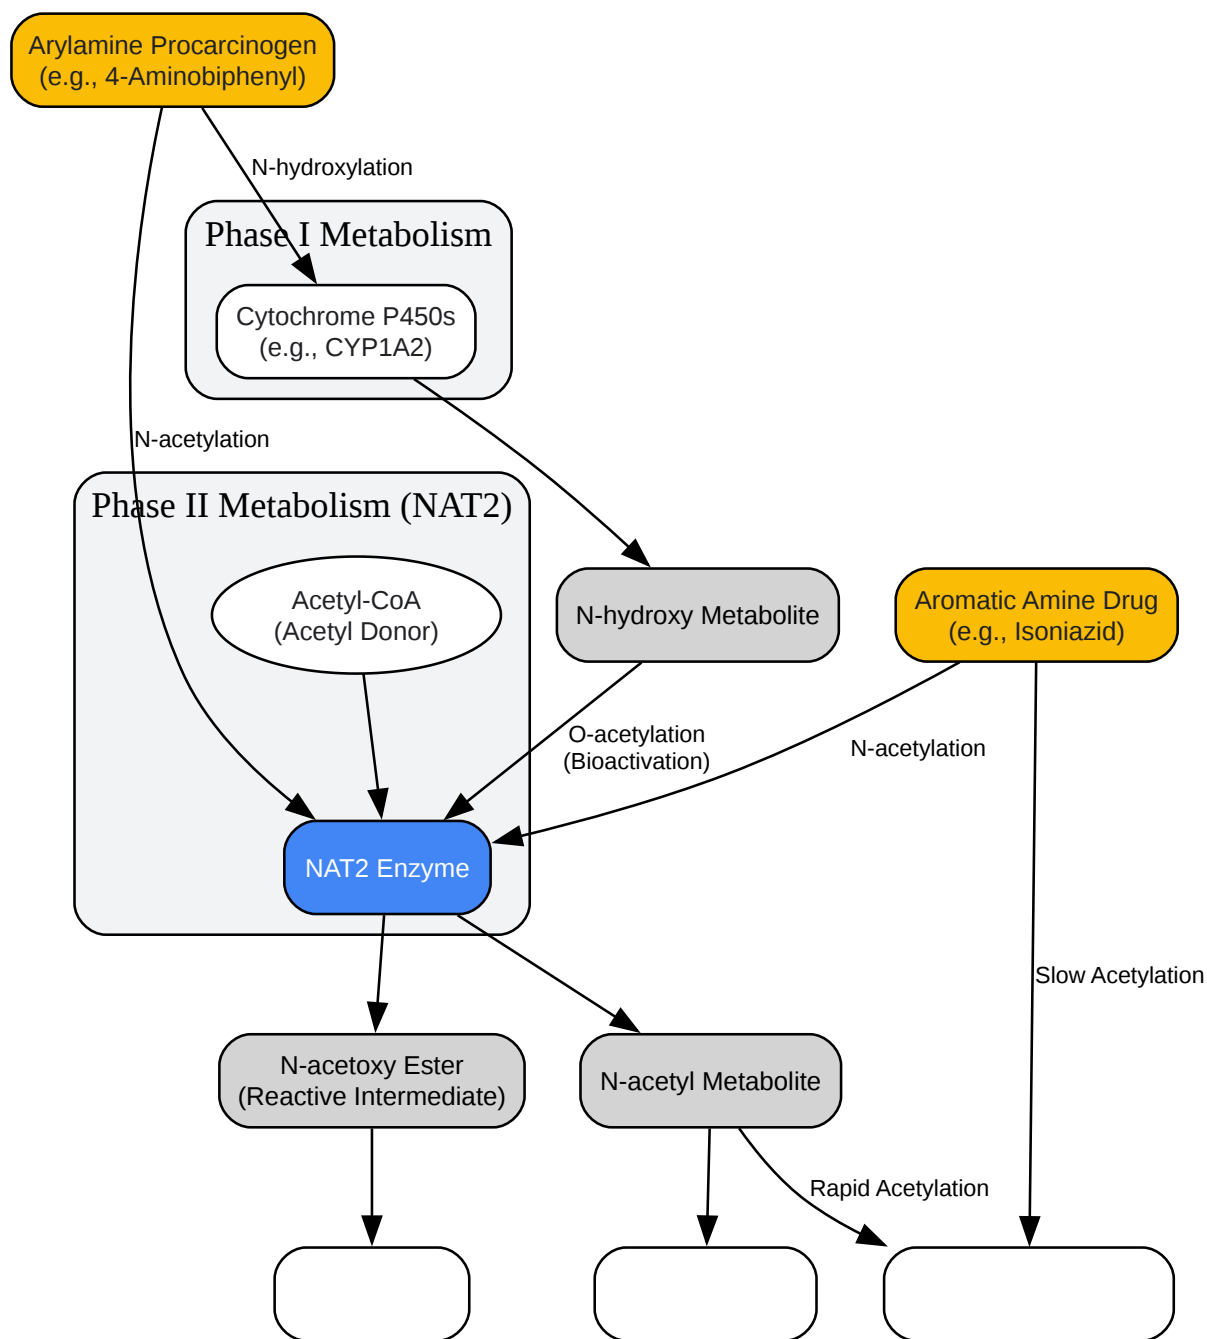 Arylamine Procarcinogen
(e.g., 4-Aminobiphenyl)
N-hydroxylation
Phase I Metabolism
Cytochrome P450s
(e.g., CYP1A2)
N-acetylation
Phase II Metabolism (NAT2)
Acetyl-CoA
(Acetyl Donor)
N-hydroxy Metabolite
Aromatic Amine Drug
(e.g., Isoniazid)
O-acetylation
(Bioactivation)
N-acetylation
NAT2 Enzyme
Slow Acetylation
N-acetoxy Ester
(Reactive Intermediate)
N-acetyl Metabolite
Rapid Acetylation